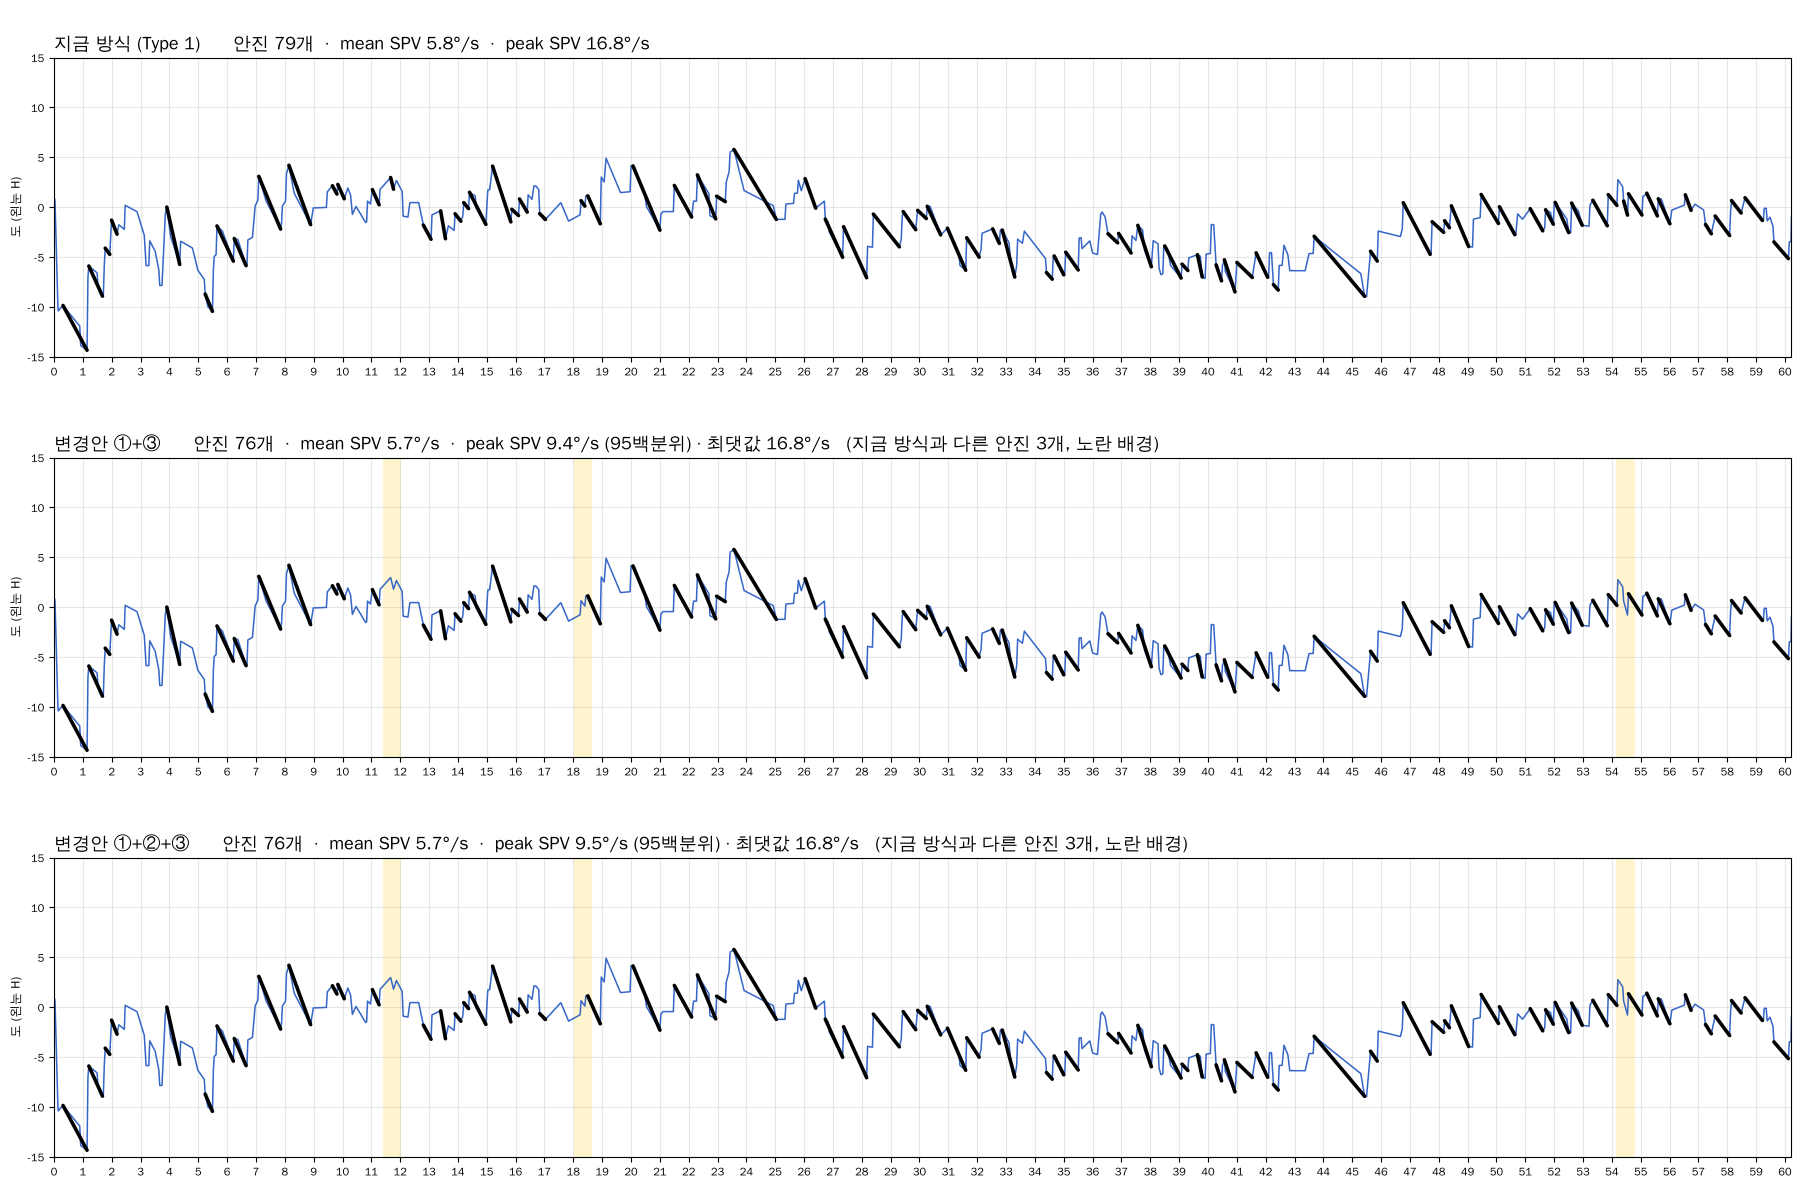 지금 방식 (Type 1) 안진 79개 · mean SPV 5.8°/s · peak SPV 16.8°/s
15
10
5
0
-5
-10
-15
도 (왼눈 H)
0 1 2 3 4 5 6 7 8 9 10 11 12 13 14 15 16 17 18 19 20 21 22 23 24 25 26 27 28 29 30 31 32 33 34 35 36 37 38 39 40 41 42 43 44 45 46 47 48 49 50 51 52 53 54 55 56 57 58 59 60
변경안 ①+③ 안진 76개 · mean SPV 5.7°/s · peak SPV 9.4°/s (95백분위) · 최댓값 16.8°/s (지금 방식과 다른 안진 3개, 노란 배경)
15
10
5
0
-5
-10
-15
도 (왼눈 H)
0 1 2 3 4 5 6 7 8 9 10 11 12 13 14 15 16 17 18 19 20 21 22 23 24 25 26 27 28 29 30 31 32 33 34 35 36 37 38 39 40 41 42 43 44 45 46 47 48 49 50 51 52 53 54 55 56 57 58 59 60
변경안 ①+②+③ 안진 76개 · mean SPV 5.7°/s · peak SPV 9.5°/s (95백분위) · 최댓값 16.8°/s (지금 방식과 다른 안진 3개, 노란 배경)
15
10
5
0
-5
-10
-15
도 (왼눈 H)
0 1 2 3 4 5 6 7 8 9 10 11 12 13 14 15 16 17 18 19 20 21 22 23 24 25 26 27 28 29 30 31 32 33 34 35 36 37 38 39 40 41 42 43 44 45 46 47 48 49 50 51 52 53 54 55 56 57 58 59 60